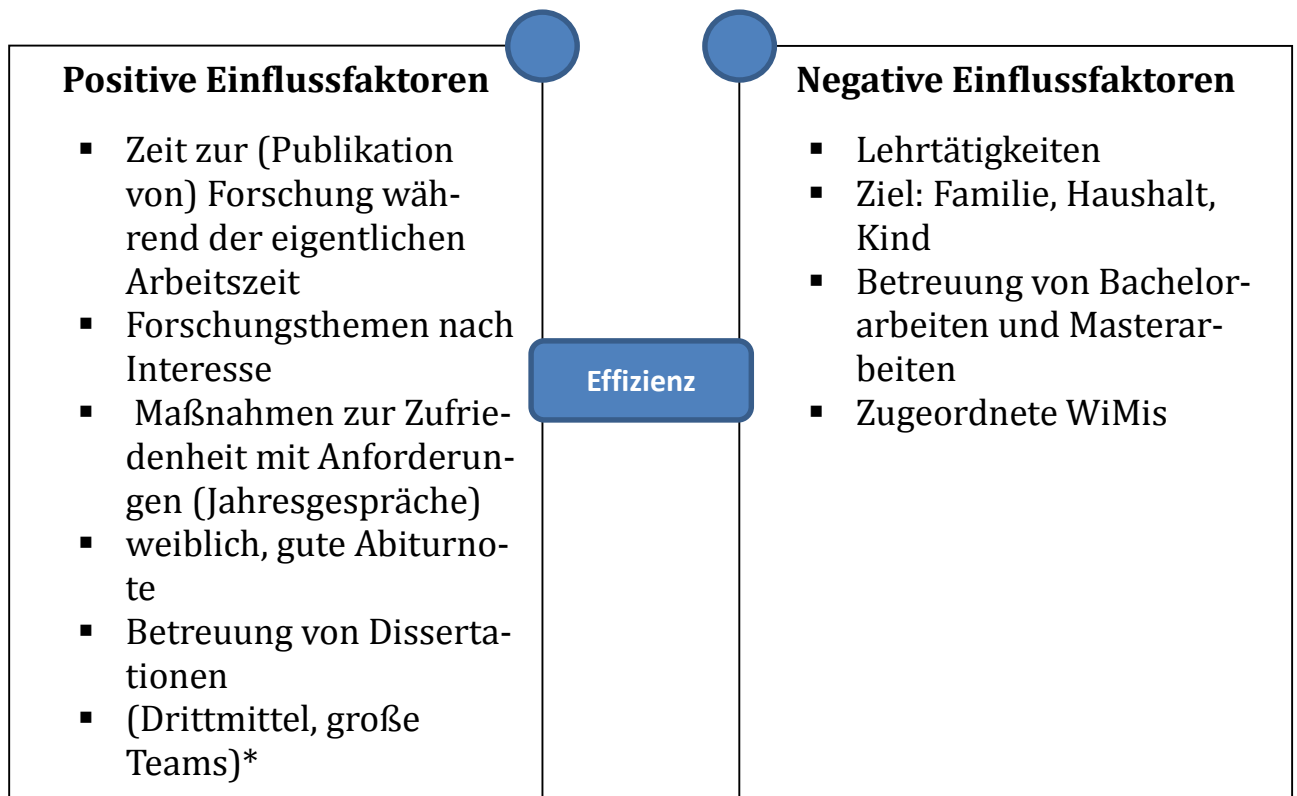 Positive Einflussfaktoren
▪ Zeit zur (Publikation
von) Forschung wäh-
rend der eigentlichen
Arbeitszeit
▪ Forschungsthemen nach
Interesse
▪ Maßnahmen zur Zufrie-
denheit mit Anforderun-
gen (Jahresgespräche)
▪ weiblich, gute Abiturno-
te
▪ Betreuung von Disserta-
tionen
▪ (Drittmittel, große
Teams)*
Effizienz
Negative Einflussfaktoren
▪ Lehrtätigkeiten
▪ Ziel: Familie, Haushalt,
Kind
▪ Betreuung von Bachelor-
arbeiten und Masterar-
beiten
▪ Zugeordnete WiMis